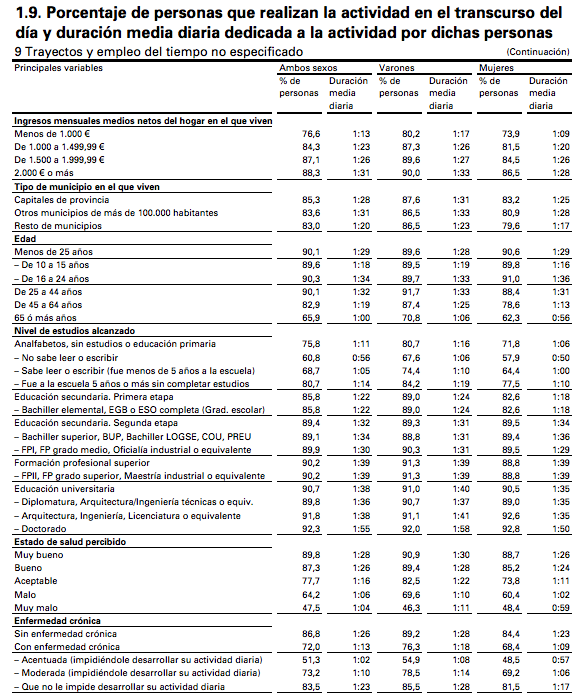 1.9. Porcentaje de personas que realizan la actividad en el transcurso del
día y duración media diaria dedicada a la actividad por dichas personas
9 Trayectos y empleo del tiempo no especificado (Continuación)
Principales variables Ambos sexos Varones Mujeres
% de Duración % de Duración % de Duración
personas media personas media personas media
diaria diaria diaria
Ingresos mensuales medios netos del hogar en el que viven
Menos de 1.000 € 76,6 1:13 80,2 1:17 73,9 1:09
De 1.000 a 1.499,99 € 84,3 1:23 87,3 1:26 81,5 1:20
De 1.500 a 1.999,99 € 87,1 1:26 89,6 1:27 84,5 1:26
2.000 € o más 88,3 1:31 90,0 1:33 86,5 1:28
Tipo de municipio en el que viven
Capitales de provincia 85,3 1:28 87,6 1:31 83,2 1:25
Otros municipios de más de 100.000 habitantes 83,6 1:31 86,5 1:33 80,9 1:28
Resto de municipios 83,0 1:20 86,5 1:23 79,6 1:17
Edad
Menos de 25 años 90,1 1:29 89,6 1:28 90,6 1:29
– De 10 a 15 años 89,6 1:18 89,5 1:19 89,8 1:16
– De 16 a 24 años 90,3 1:34 89,7 1:33 91,0 1:36
De 25 a 44 años 90,1 1:32 91,7 1:33 88,4 1:31
De 45 a 64 años 82,9 1:19 87,4 1:25 78,6 1:13
65 ó más años 65,9 1:00 70,8 1:06 62,3 0:56
Nivel de estudios alcanzado
Analfabetos, sin estudios o educación primaria 75,8 1:11 80,7 1:16 71,8 1:06
– No sabe leer o escribir 60,8 0:56 67,6 1:08 57,9 0:50
– Sabe leer o escribir (fue menos de 5 años a la escuela) 68,7 1:05 74,4 1:10 64,4 1:00
– Fue a la escuela 5 años o más sin completar estudios 80,7 1:14 84,2 1:19 77,5 1:10
Educación secundaria. Primera etapa 85,8 1:22 89,0 1:24 82,6 1:18
– Bachiller elemental, EGB o ESO completa (Grad. escolar) 85,8 1:22 89,0 1:24 82,6 1:18
Educación secundaria. Segunda etapa 89,4 1:32 89,3 1:31 89,5 1:34
– Bachiller superior, BUP, Bachiller LOGSE, COU, PREU 89,1 1:34 88,8 1:31 89,4 1:36
– FPI, FP grado medio, Oficialía industrial o equivalente 89,9 1:30 90,3 1:31 89,5 1:29
Formación profesional superior 90,2 1:39 91,3 1:39 88,8 1:39
– FPII, FP grado superior, Maestría industrial o equivalente 90,2 1:39 91,3 1:39 88,8 1:39
Educación universitaria 90,7 1:38 91,0 1:40 90,5 1:35
– Diplomatura, Arquitectura/Ingeniería técnicas o equiv. 89,8 1:36 90,7 1:37 89,0 1:35
– Arquitectura, Ingeniería, Licenciatura o equivalente 91,8 1:38 91,1 1:41 92,6 1:35
– Doctorado 92,3 1:55 92,0 1:58 92,8 1:50
Estado de salud percibido
Muy bueno 89,8 1:28 90,9 1:30 88,7 1:26
Bueno 87,3 1:26 89,4 1:28 85,2 1:24
Aceptable 77,7 1:16 82,5 1:22 73,8 1:11
Malo 64,2 1:06 69,6 1:10 60,4 1:02
Muy malo 47,5 1:04 46,3 1:11 48,4 0:59
Enfermedad crónica
Sin enfermedad crónica 86,8 1:26 89,2 1:28 84,4 1:23
Con enfermedad crónica 72,0 1:13 76,3 1:18 68,4 1:09
– Acentuada (impidiéndole desarrollar su actividad diaria) 51,3 1:02 54,9 1:08 48,5 0:57
– Moderada (impidiéndole desarrollar su actividad diaria) 73,2 1:10 78,5 1:14 69,2 1:06
– Que no le impide desarrollar su actividad diaria 83,5 1:23 85,5 1:28 81,5 1:17